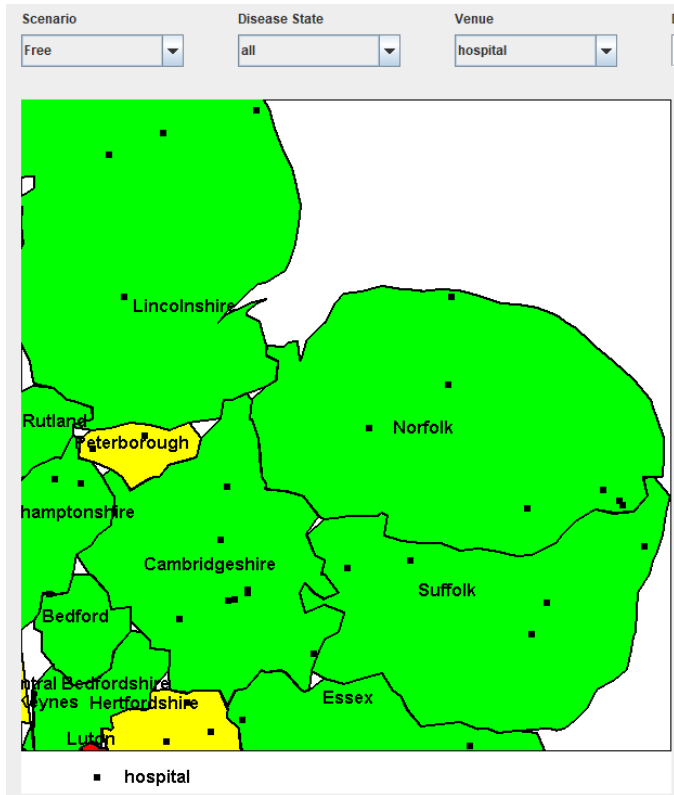 Scenario Disease State Venue
Free all hospital
Lincolnshire
Rutland
Peterborough
Norfolk
hamptonshire
Cambridgeshire
Suffolk
Bedford
ntral Bedfordshire
Keynes Hertfordshire Essex
Luton
hospital